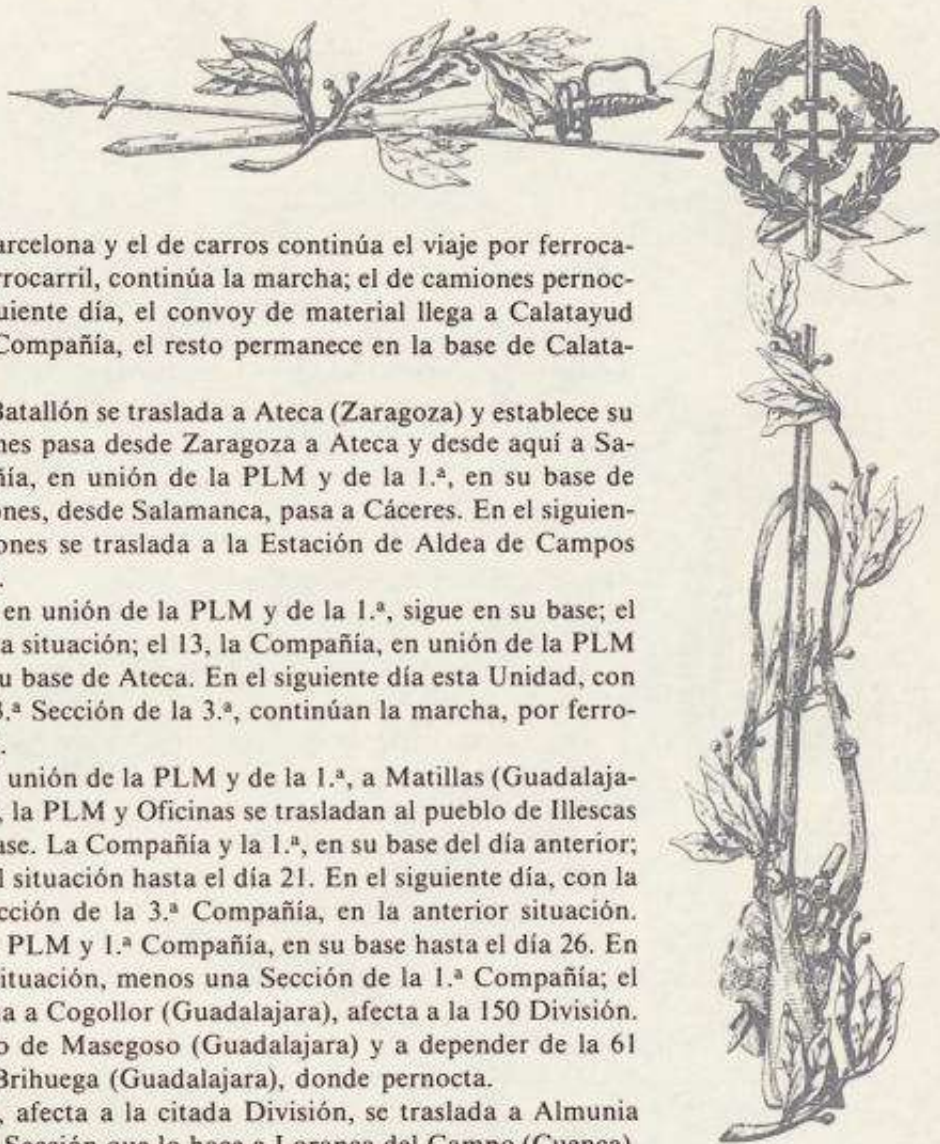 arcelona y el de carros continúa el viaje por ferroca-
rrocarril, continúa la marcha; el de camiones pernoc-
uiente día, el convoy de material llega a Calatayud
Compañía, el resto permanece en la base de Calata-
Batallón se traslada a Ateca (Zaragoza) y establece su
nes pasa desde Zaragoza a Ateca y desde aquí a Sa-
ñía, en unión de la PLM y de la 1.ª, en su base de
ones, desde Salamanca, pasa a Cáceres. En el siguien-
ones se traslada a la Estación de Aldea de Campos
.
en unión de la PLM y de la 1.ª, sigue en su base; el
a situación; el 13, la Compañía, en unión de la PLM
u base de Ateca. En el siguiente día esta Unidad, con
3.ª Sección de la 3.ª, continúan la marcha, por ferro-
.
unión de la PLM y de la 1.ª, a Matillas (Guadalaja-
, la PLM y Oficinas se trasladan al pueblo de Illescas
ase. La Compañía y la 1.ª, en su base del día anterior;
l situación hasta el día 21. En el siguiente día, con la
cción de la 3.ª Compañía, en la anterior situación.
PLM y 1.ª Compañía, en su base hasta el día 26. En
ituación, menos una Sección de la 1.ª Compañía; el
a a Cogollor (Guadalajara), afecta a la 150 División.
o de Masegoso (Guadalajara) y a depender de la 61
Brihuega (Guadalajara), donde pernocta.
, afecta a la citada División, se traslada a Almunia
Sección que lo hace a Loranca del Campo (Cuenca)